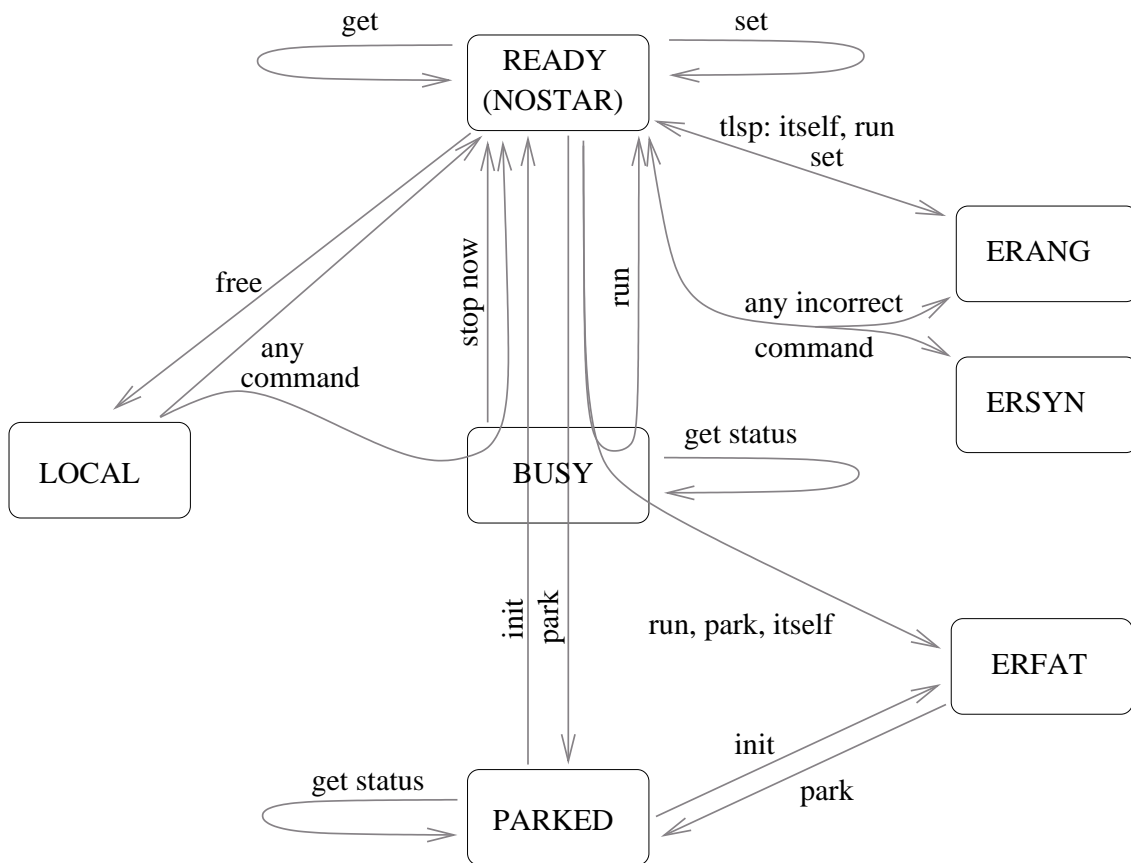 get
set
READY
(NOSTAR)
tlsp: itself, run
set
ERANG
free
stop now
run
any incorrect
command
any
command
ERSYN
LOCAL
BUSY
get status
init
park
run, park, itself
ERFAT
init
park
get status
PARKED